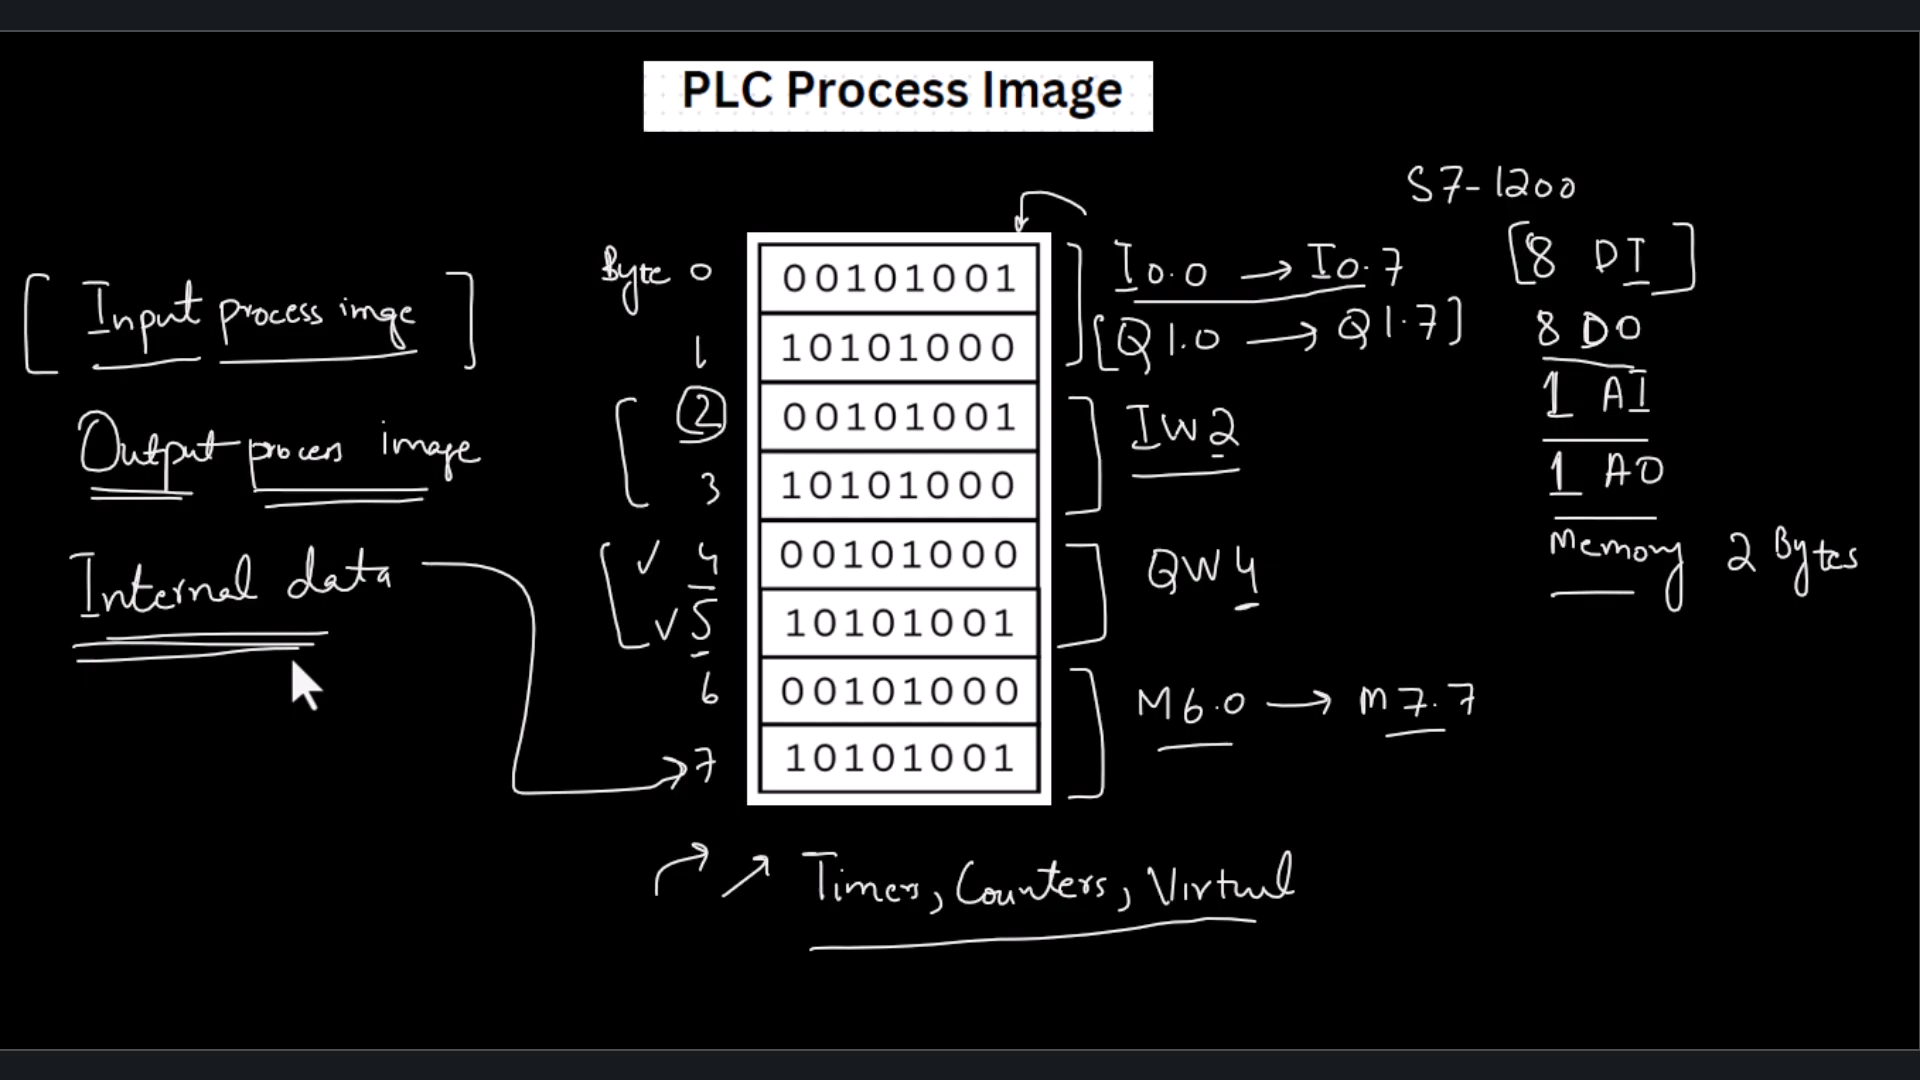 PLC Process Image
S7-1200
[8 DI]
8 DO
1 AI
1 AO
Memory 2 Bytes
[Input process imge]
Output process image
Internal data
Byte 0 00101001 I0.0 → I0.7
1 10101000 [Q1.0 → Q1.7]
2 00101001 IW2
3 10101000
✓ 4 00101000 QW4
✓ 5 10101001
6 00101000 M6.0 → M7.7
7 10101001
Timers, Counters, Virtual